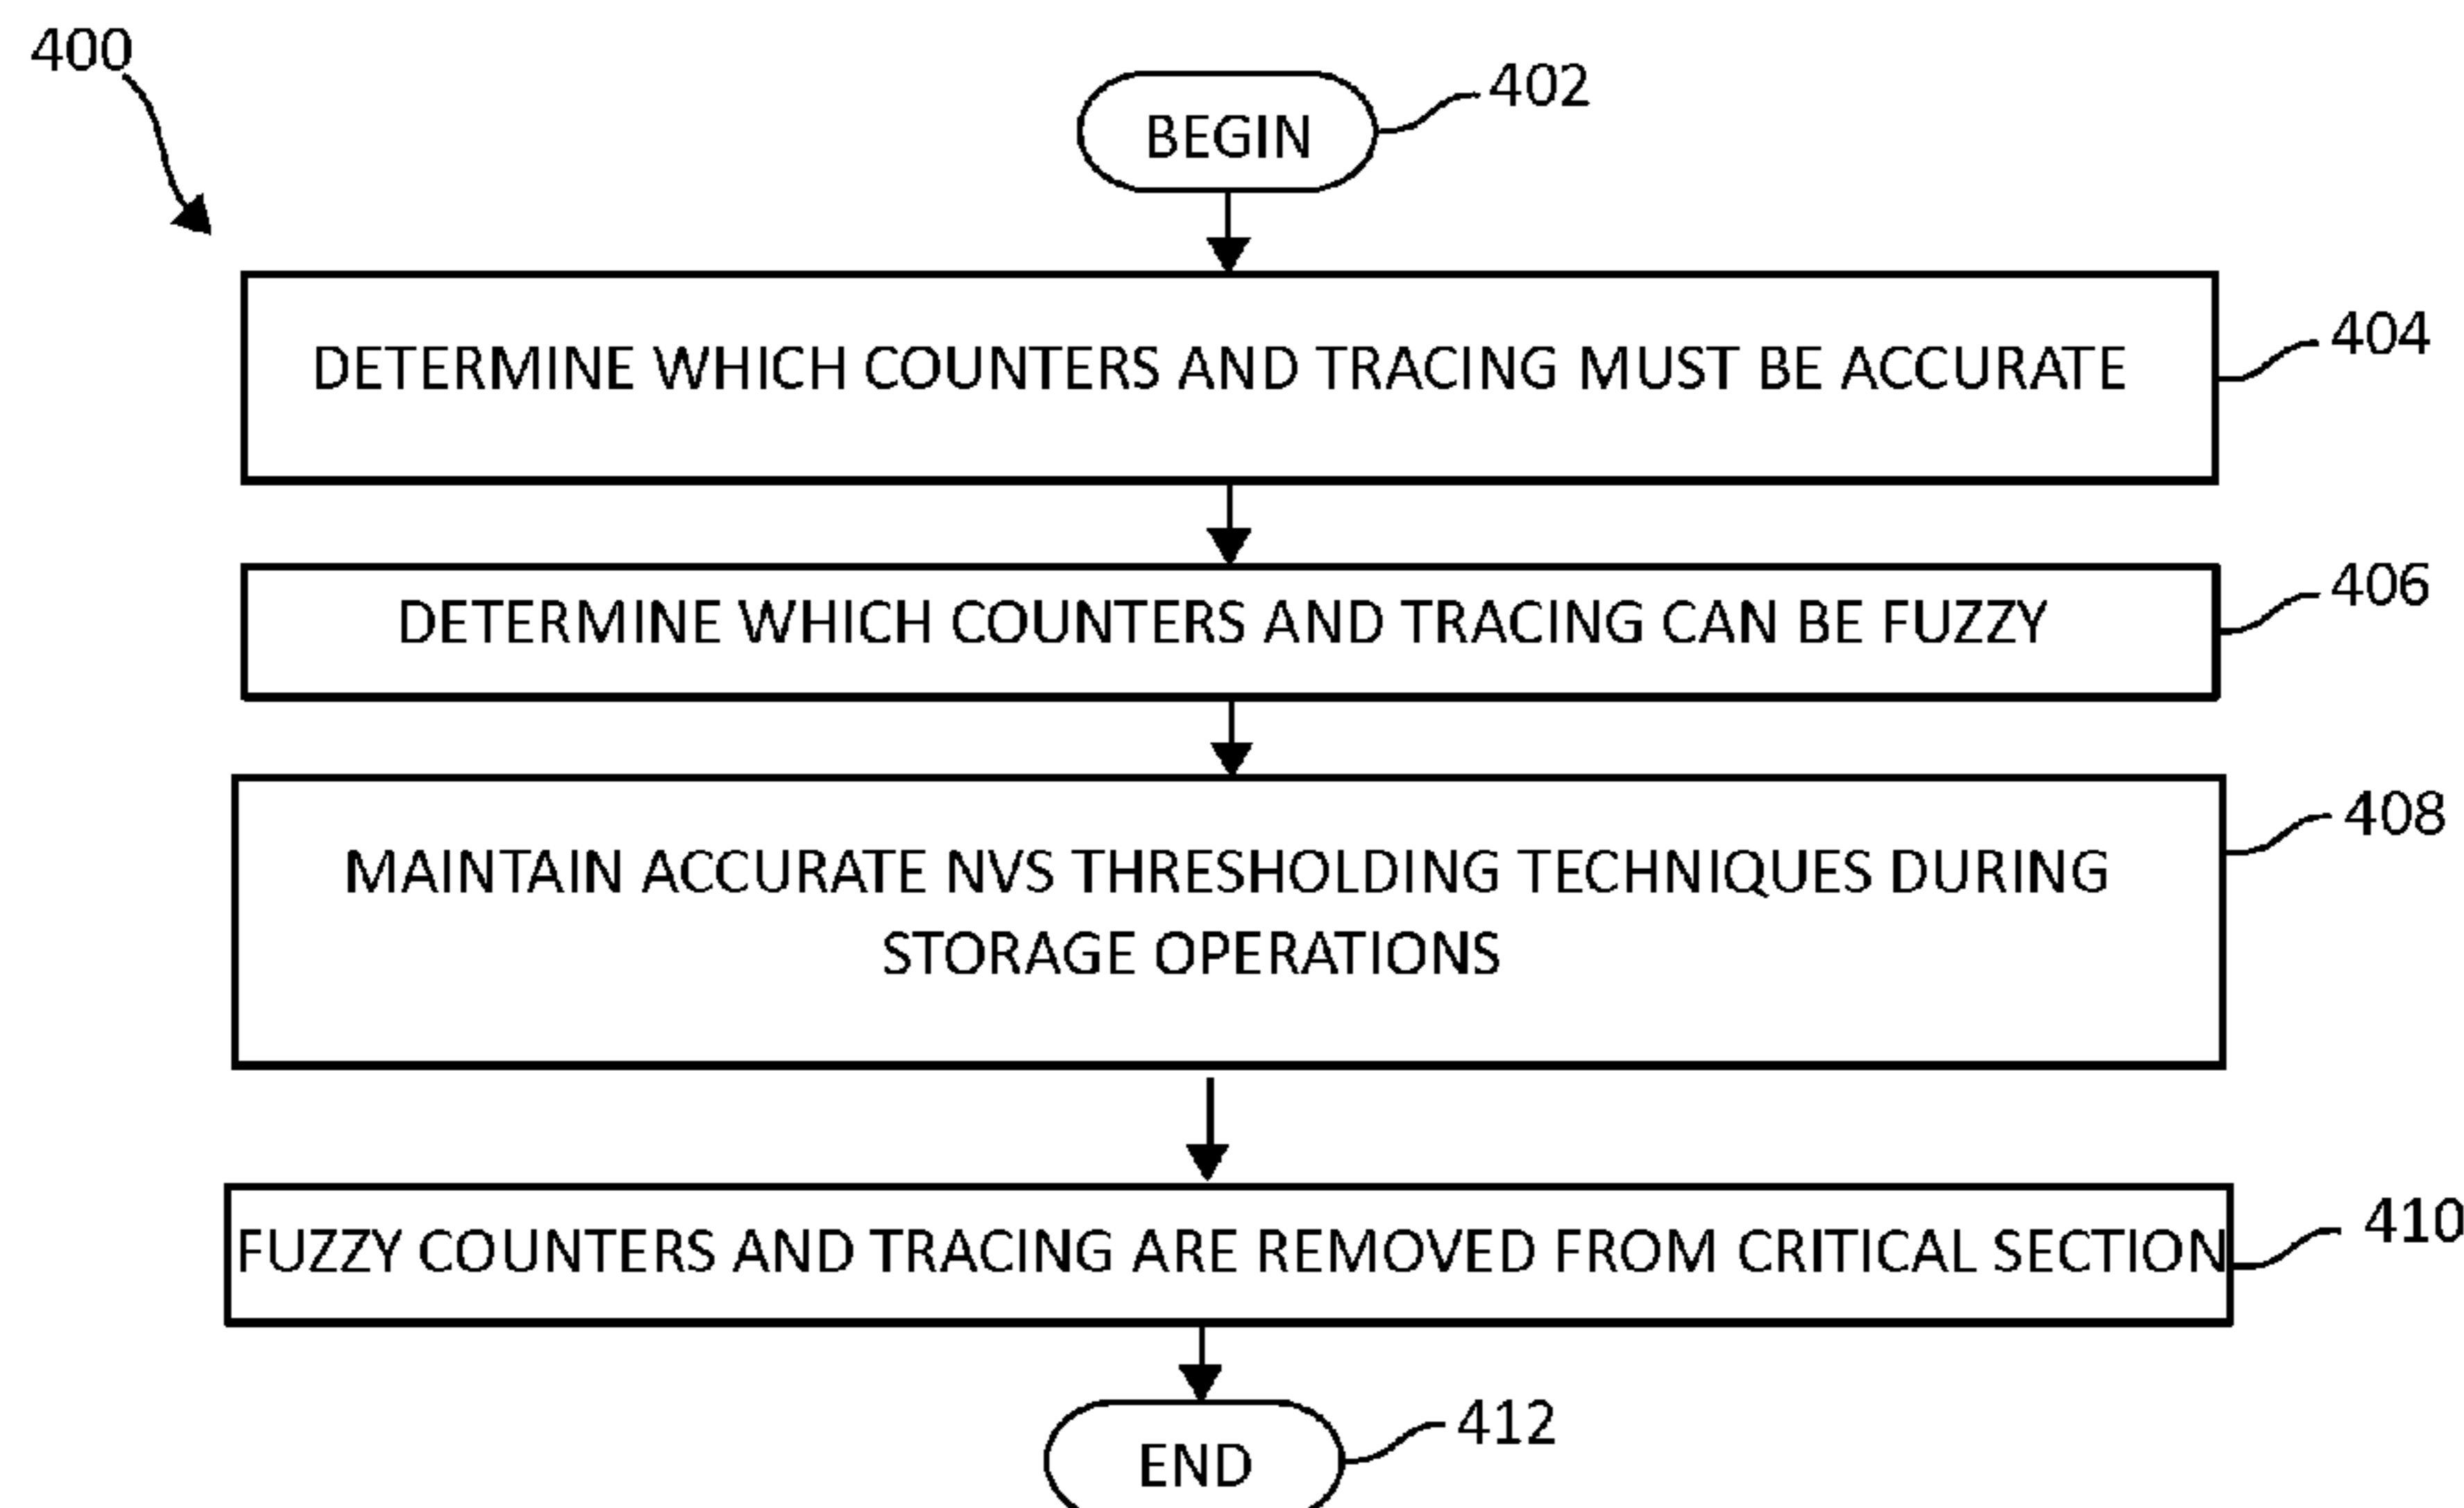 400
BEGIN
402
DETERMINE WHICH COUNTERS AND TRACING MUST BE ACCURATE
404
DETERMINE WHICH COUNTERS AND TRACING CAN BE FUZZY
406
MAINTAIN ACCURATE NVS THRESHOLDING TECHNIQUES DURING
STORAGE OPERATIONS
408
FUZZY COUNTERS AND TRACING ARE REMOVED FROM CRITICAL SECTION
410
END
412